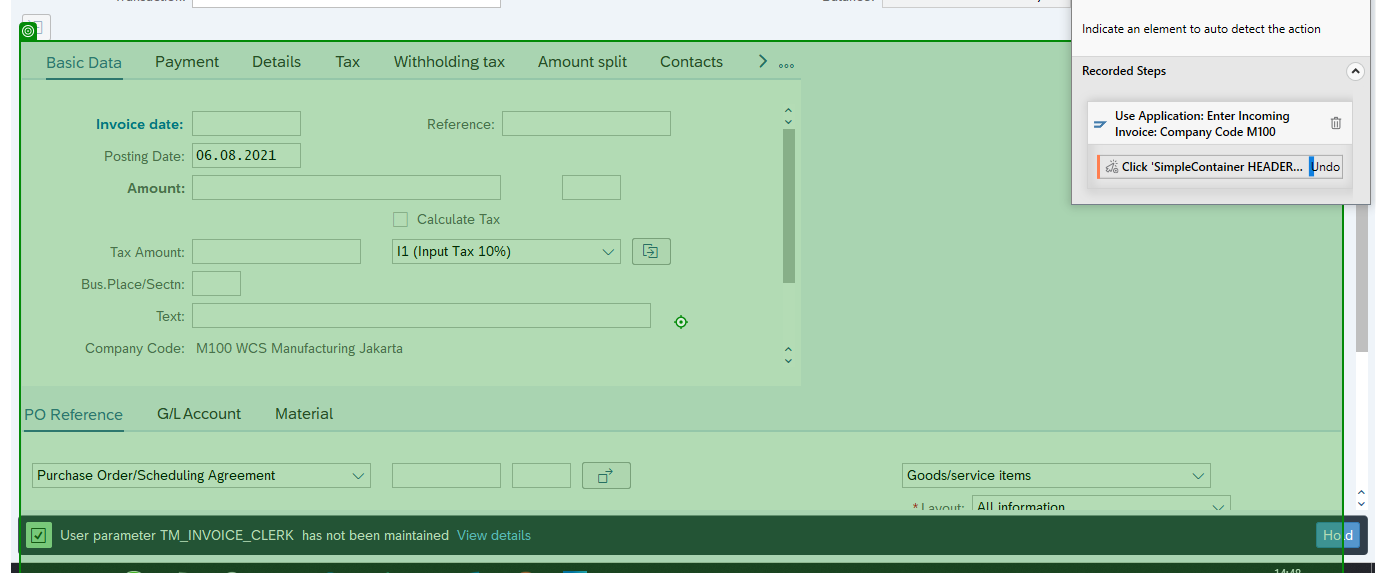 Indicate an element to auto detect the action
Recorded Steps
Use Application: Enter Incoming
Invoice: Company Code M100
Click 'SimpleContainer HEADER... Undo
Basic Data Payment Details Tax Withholding tax Amount split Contacts
Invoice date: Reference:
Posting Date: 06.08.2021
Amount:
Calculate Tax
Tax Amount: I1 (Input Tax 10%)
Bus.Place/Sectn:
Text:
Company Code: M100 WCS Manufacturing Jakarta
PO Reference G/L Account Material
Purchase Order/Scheduling Agreement Goods/service items
* Layout: All information
User parameter TM_INVOICE_CLERK has not been maintained View details Hold